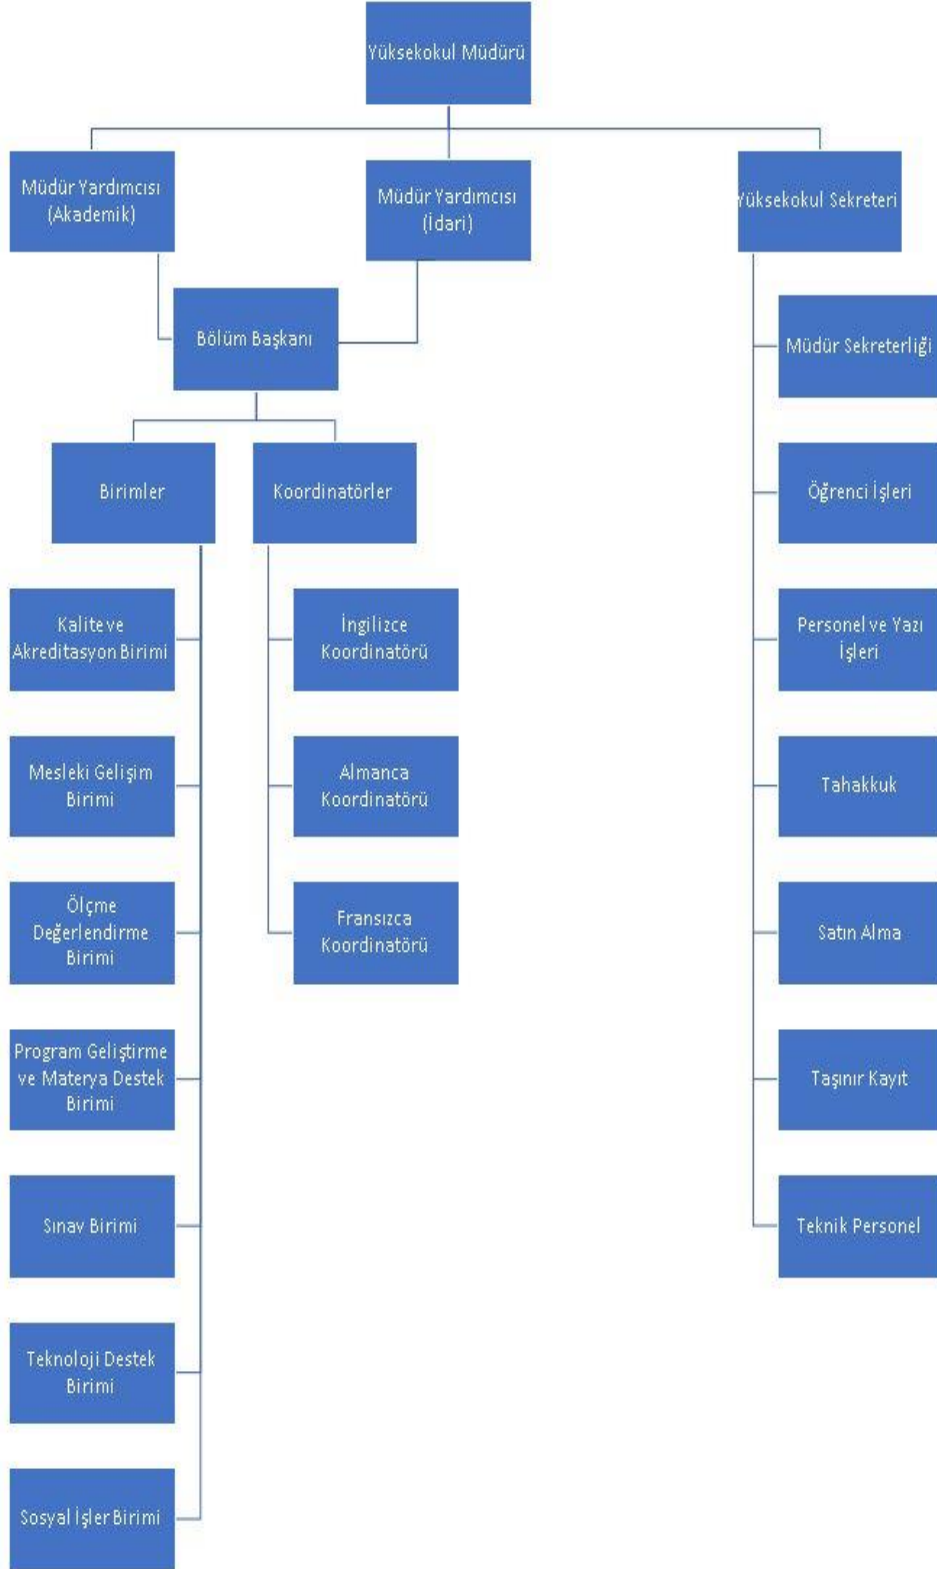 Yüksekokul Müdürü
Müdür Yardımcısı
(Akademik)
Müdür Yardımcısı
(İdari)
Yüksekokul Sekreteri
Bölüm Başkanı
Müdür Sekreterliği
Birimler
Koordinatörler
Öğrenci İşleri
Kalite ve
Akreditasyon Birimi
İngilizce
Koordinatörü
Personel ve Yazı
İşleri
Mesleki Gelişim
Birimi
Almanca
Koordinatörü
Tahakkuk
Ölçme
Değerlendirme
Birimi
Fransızca
Koordinatörü
Satın Alma
Program Geliştirme
ve Materya Destek
Birimi
Taşınır Kayıt
Sınav Birimi
Teknik Personel
Teknoloji Destek
Birimi
Sosyal İşler Birimi